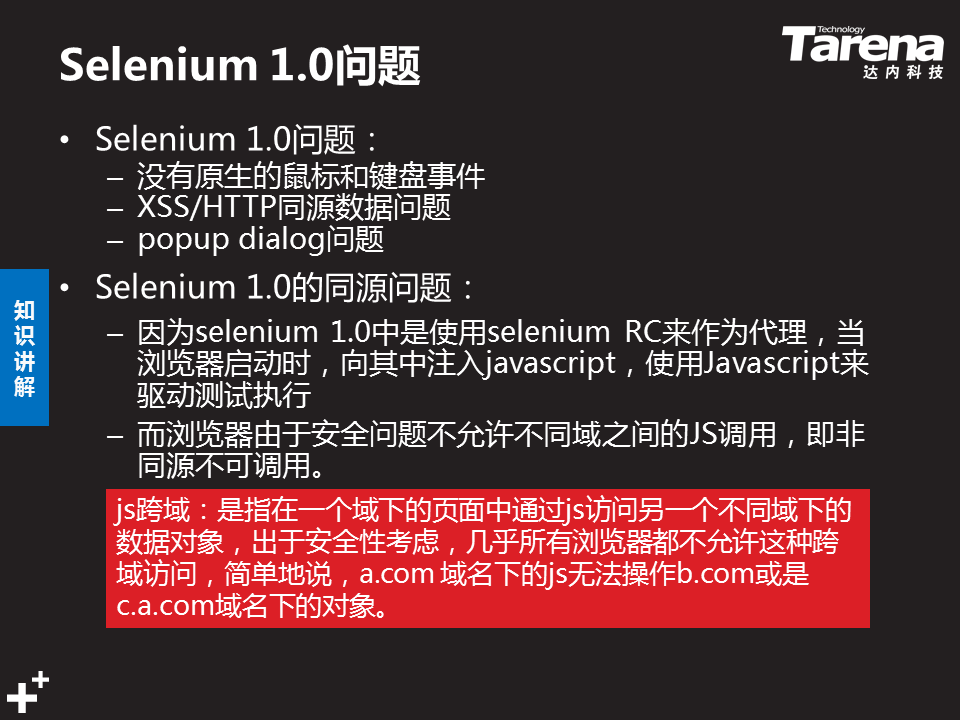 Selenium 1.0问题
Technology
Tarena
达内科技
• Selenium 1.0问题：
– 没有原生的鼠标和键盘事件
– XSS/HTTP同源数据问题
– popup dialog问题
• Selenium 1.0的同源问题：
– 因为selenium 1.0中是使用selenium RC来作为代理，当
浏览器启动时，向其中注入javascript，使用Javascript来
驱动测试执行
– 而浏览器由于安全问题不允许不同域之间的JS调用，即非
同源不可调用。
知
识
讲
解
js跨域：是指在一个域下的页面中通过js访问另一个不同域下的
数据对象，出于安全性考虑，几乎所有浏览器都不允许这种跨
域访问，简单地说，a.com 域名下的js无法操作b.com或是
c.a.com域名下的对象。